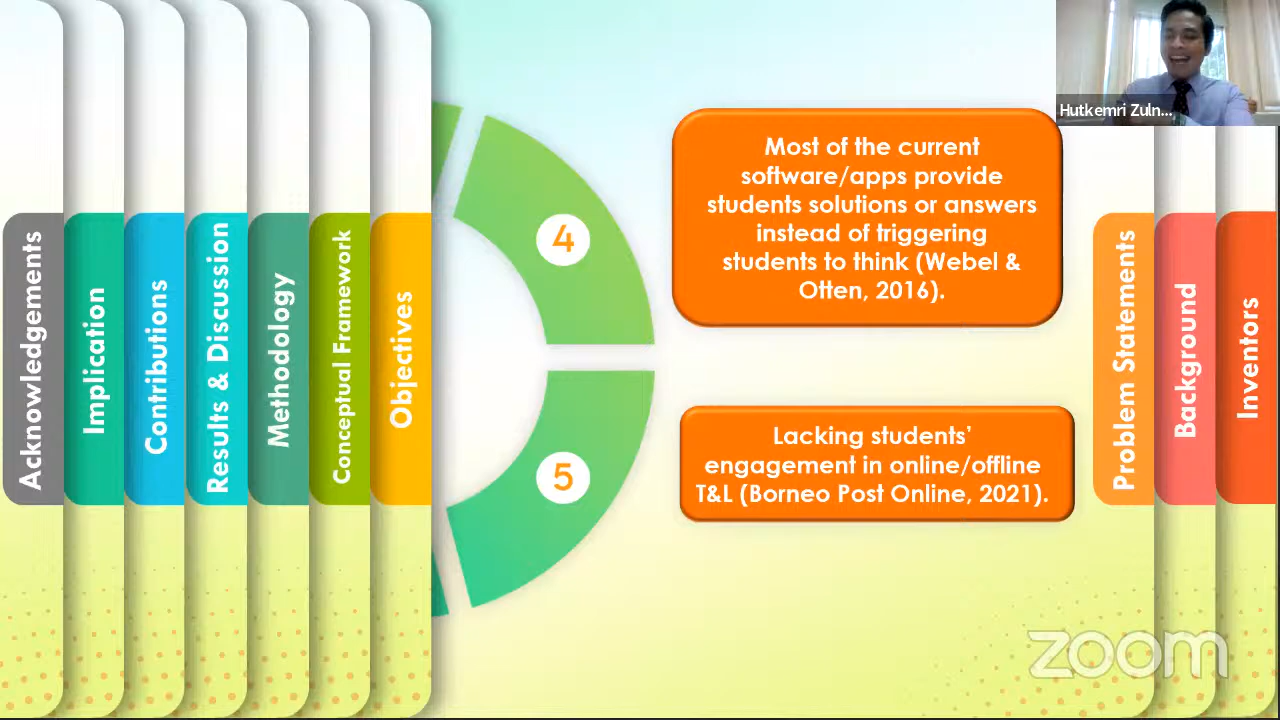 Acknowledgements
Implication
Contributions
Results & Discussion
Methodology
Conceptual Framework
Objectives
4
Most of the current
software/apps provide
students solutions or answers
instead of triggering
students to think (Webel &
Otten, 2016).
5
Lacking students'
engagement in online/offline
T&L (Borneo Post Online, 2021).
Problem Statements
Background
Inventors
Hutkemri Zuln...
zoom